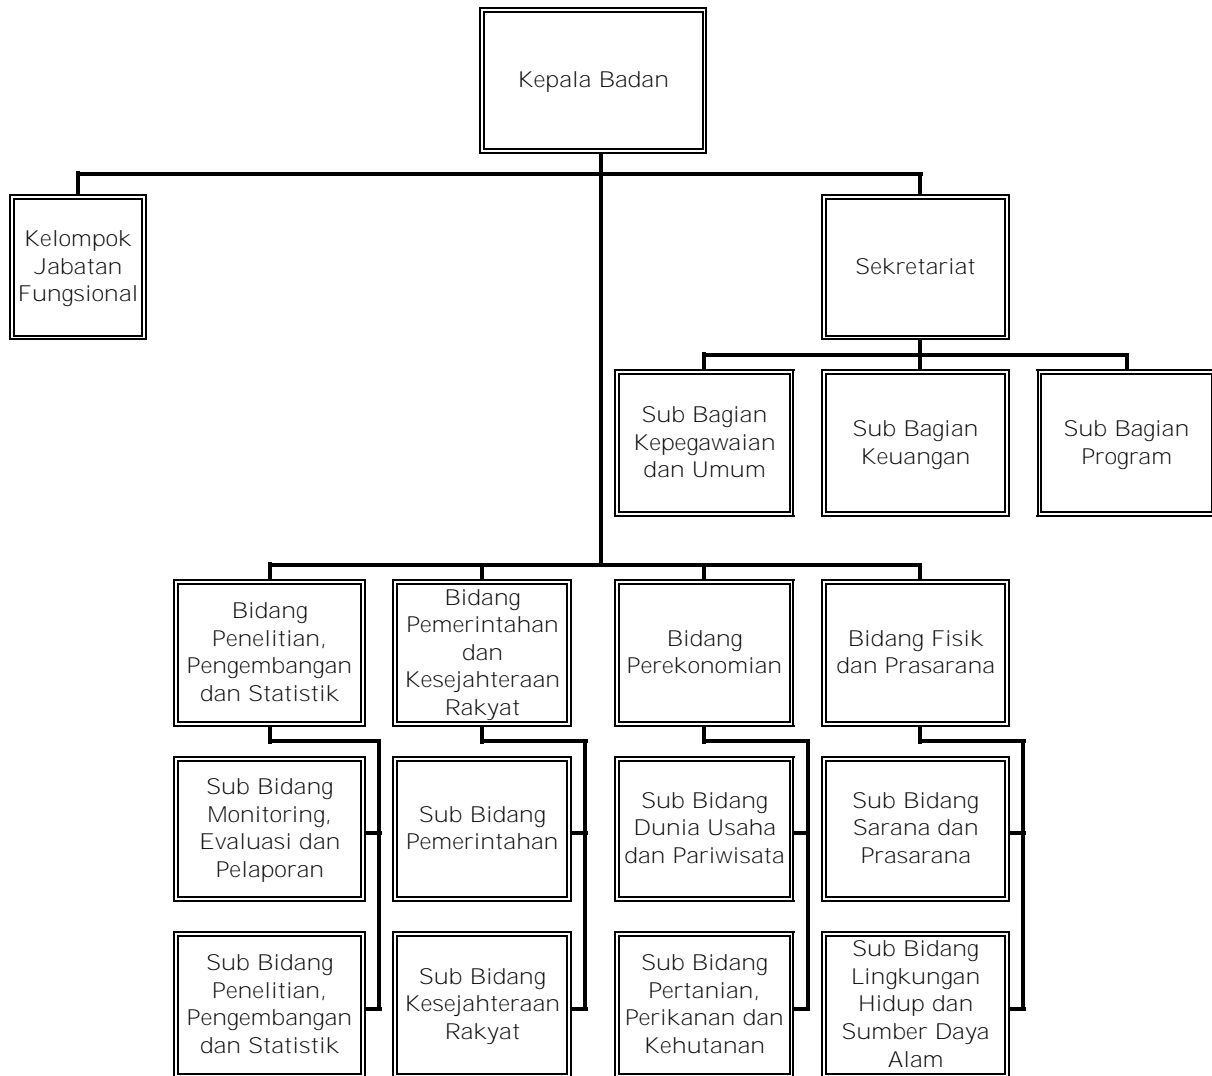 Kepala Badan
Kelompok
Jabatan
Fungsional
Sekretariat
Sub Bagian
Kepegawaian
dan Umum
Sub Bagian
Keuangan
Sub Bagian
Program
Bidang
Penelitian,
Pengembangan
dan Statistik
Bidang
Pemerintahan
dan
Kesejahteraan
Rakyat
Bidang
Perekonomian
Bidang Fisik
dan Prasarana
Sub Bidang
Monitoring,
Evaluasi dan
Pelaporan
Sub Bidang
Pemerintahan
Sub Bidang
Dunia Usaha
dan Pariwisata
Sub Bidang
Sarana dan
Prasarana
Sub Bidang
Penelitian,
Pengembangan
dan Statistik
Sub Bidang
Kesejahteraan
Rakyat
Sub Bidang
Pertanian,
Perikanan dan
Kehutanan
Sub Bidang
Lingkungan
Hidup dan
Sumber Daya
Alam